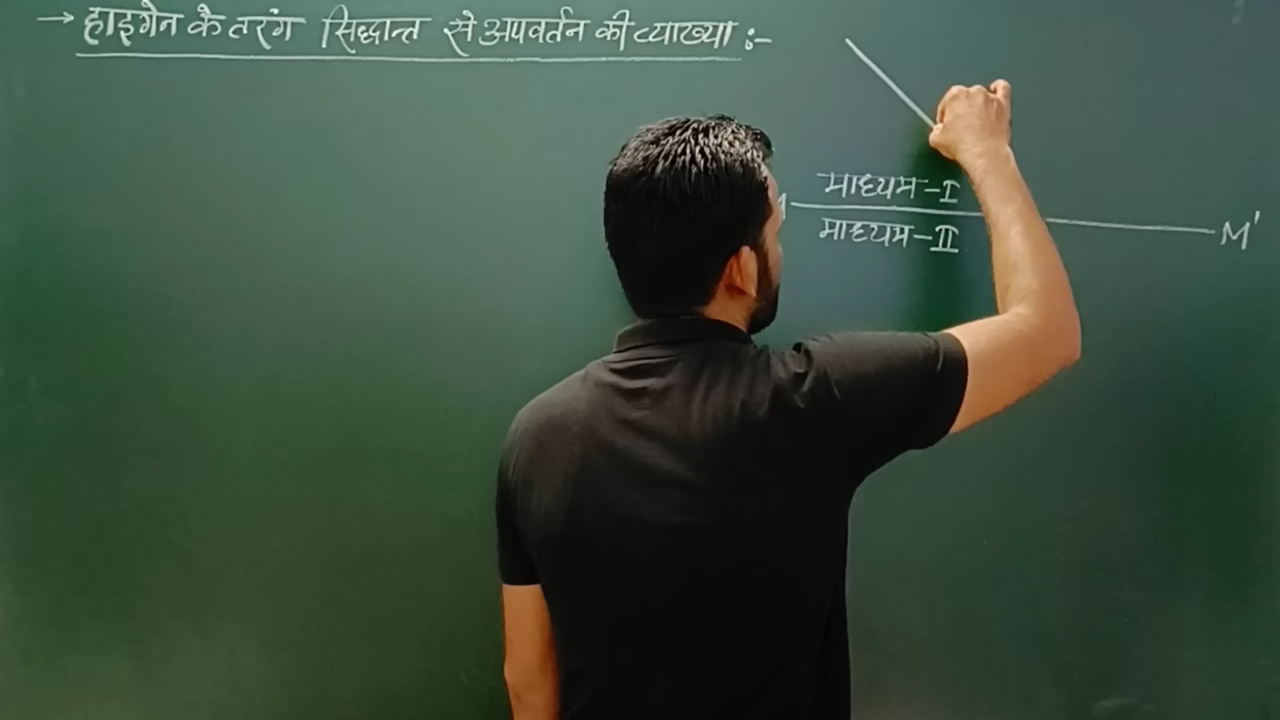 → हाइगेन के तरंग सिद्धान्त से अपवर्तन की व्याख्या :-
माध्यम-I
माध्यम-II
M'